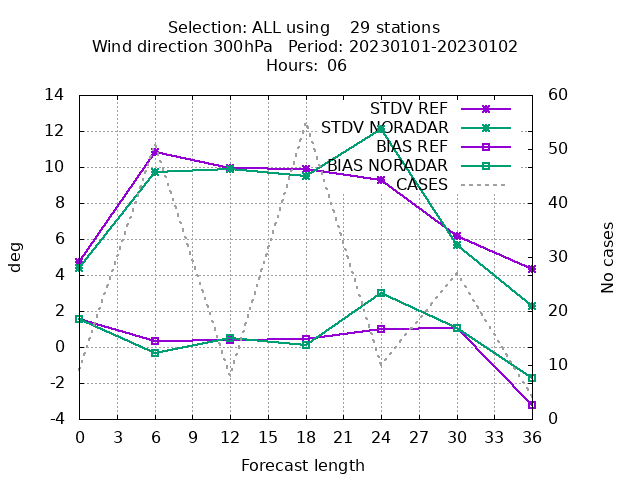 Selection: ALL using    29 stations
Wind direction 300hPa   Period: 20230101-20230102
Hours: 06
14 60
STDV REF
12 STDV NORADAR
BIAS REF 50
10 BIAS NORADAR
CASES
8 40
6 30
4
2 20
0 10
-2
-4 0
deg
No cases
0 3 6 9 12 15 18 21 24 27 30 33 36
Forecast length